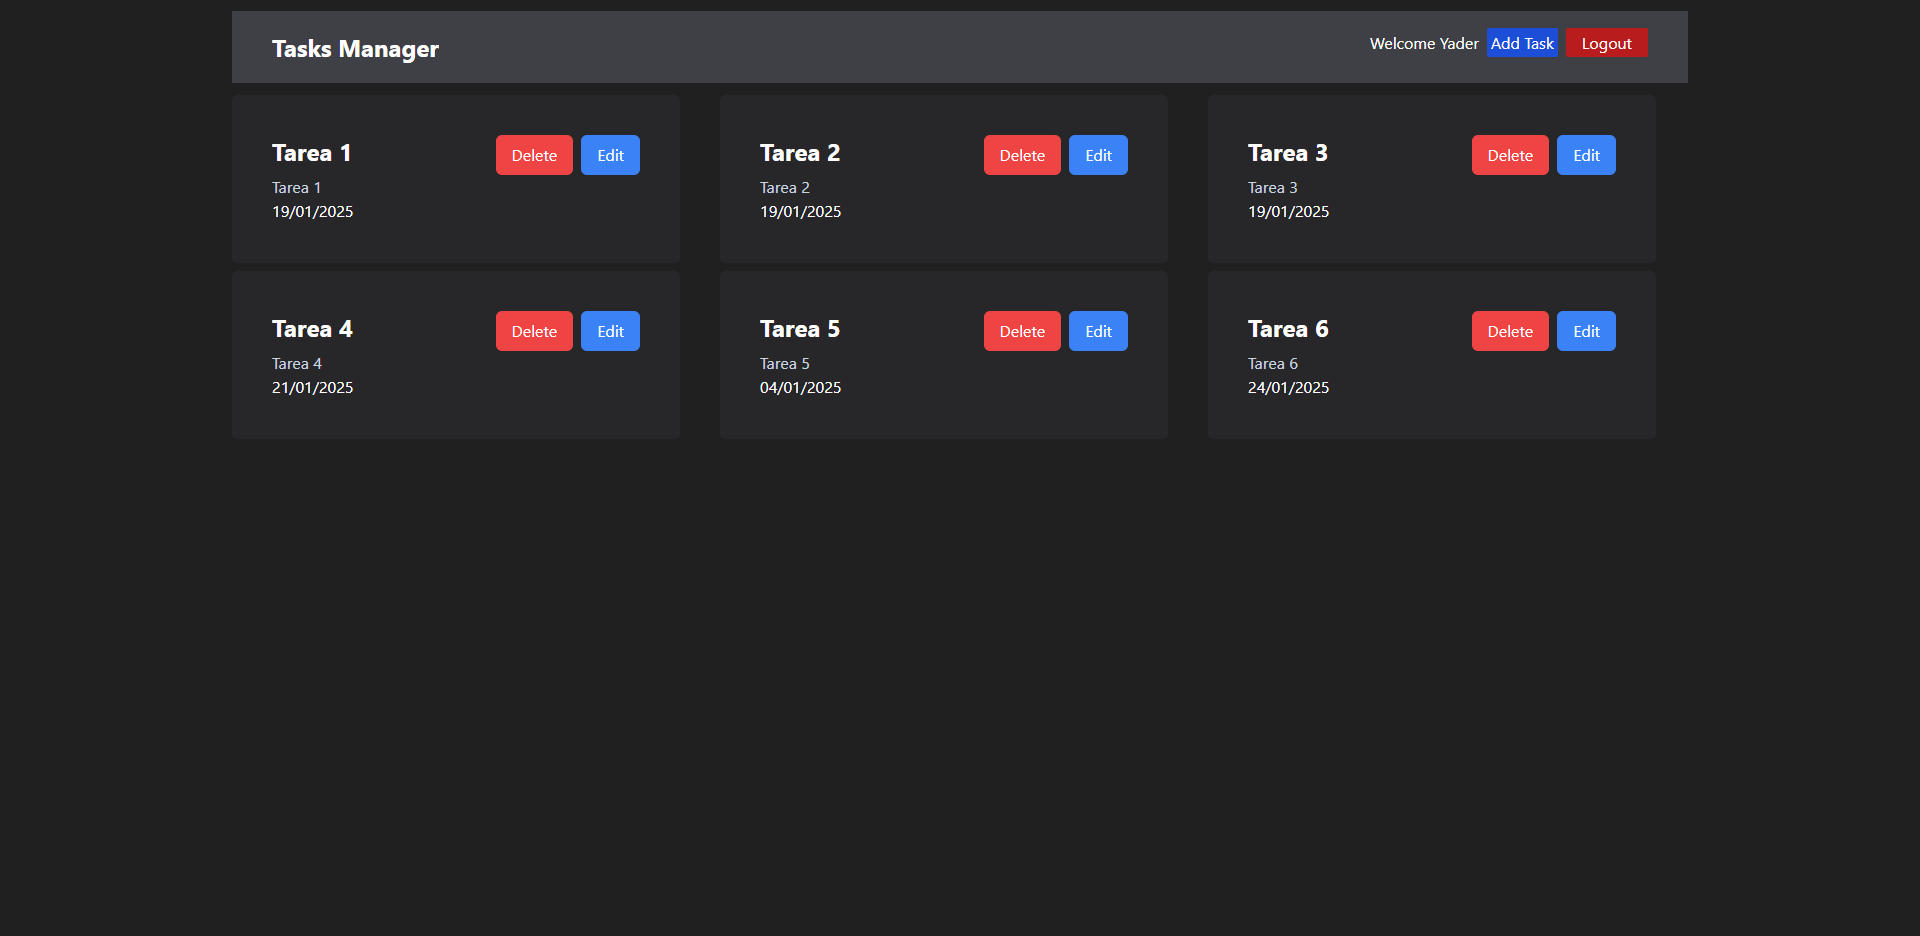 Tasks Manager
Welcome Yader Add Task Logout
Tarea 1 Delete Edit
Tarea 1
19/01/2025
Tarea 2 Delete Edit
Tarea 2
19/01/2025
Tarea 3 Delete Edit
Tarea 3
19/01/2025
Tarea 4 Delete Edit
Tarea 4
21/01/2025
Tarea 5 Delete Edit
Tarea 5
04/01/2025
Tarea 6 Delete Edit
Tarea 6
24/01/2025